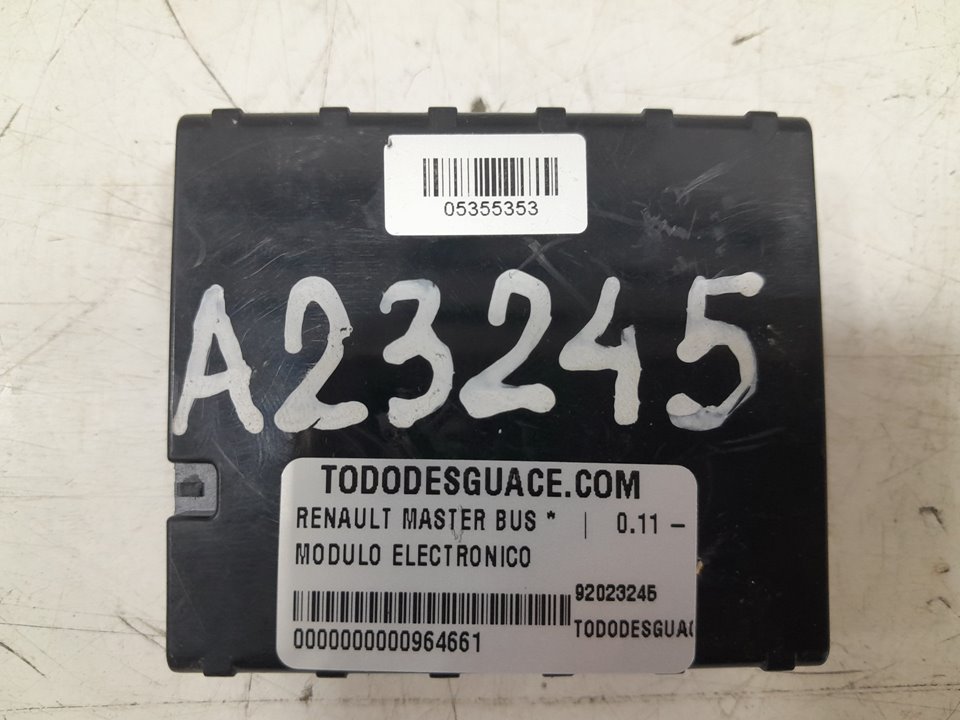 05355353
A23245
TODODESGUACE.COM
RENAULT MASTER BUS * | 0.11 –
MODULO ELECTRONICO
92023245
0000000000964661
TODODESGUA